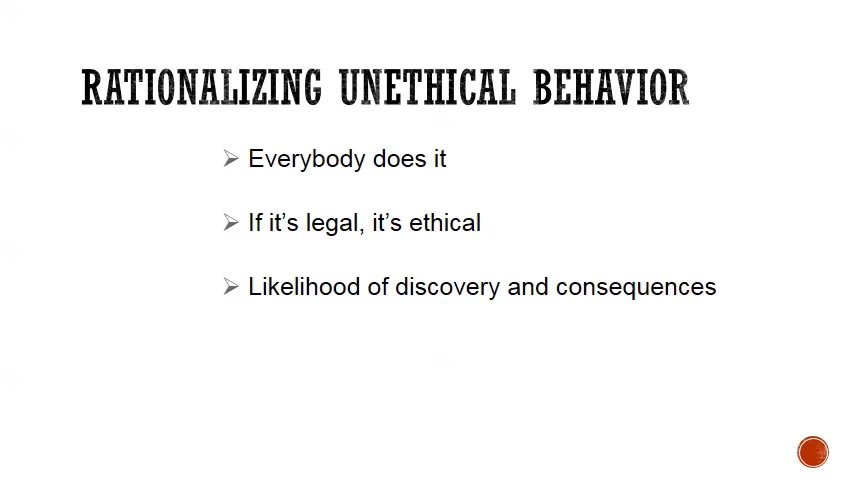 RATIONALIZING UNETHICAL BEHAVIOR
Everybody does it
If it's legal, it's ethical
Likelihood of discovery and consequences